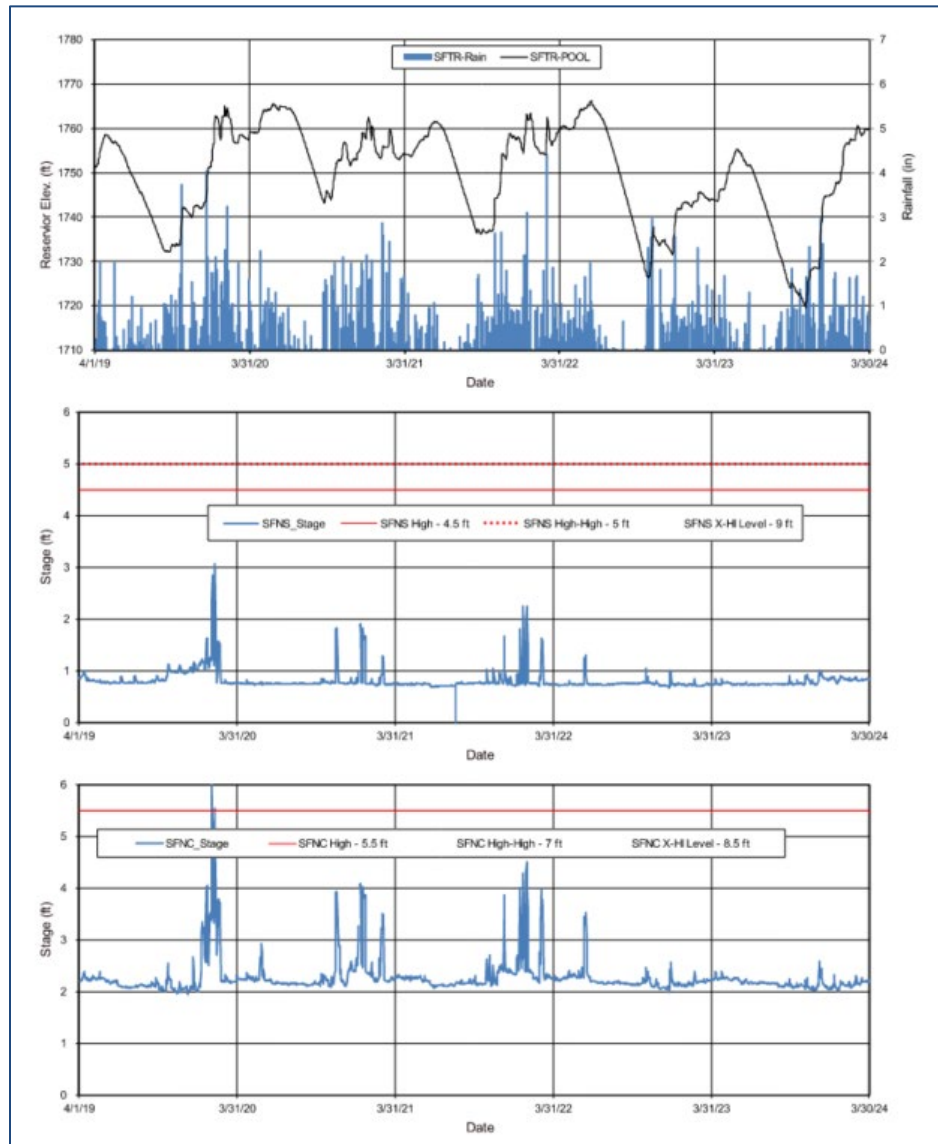 1780
1770
1760
1750
1740
1730
1720
1710
Reservior Elev. (ft)
SFTR-Rain SFTR-POOL
7
6
5
4
3
2
1
0
Rainfall (in)
4/1/19 3/31/20 3/31/21 3/31/22 3/31/23 3/30/24
Date
6
5
4
3
2
1
0
Stage (ft)
SFNS_Stage SFNS High - 4.5 ft SFNS High-High - 5 ft SFNS X-HI Level - 9 ft
4/1/19 3/31/20 3/31/21 3/31/22 3/31/23 3/30/24
Date
6
5
4
3
2
1
0
Stage (ft)
SFNC_Stage SFNC High - 5.5 ft SFNC High-High - 7 ft SFNC X-HI Level - 8.5 ft
4/1/19 3/31/20 3/31/21 3/31/22 3/31/23 3/30/24
Date